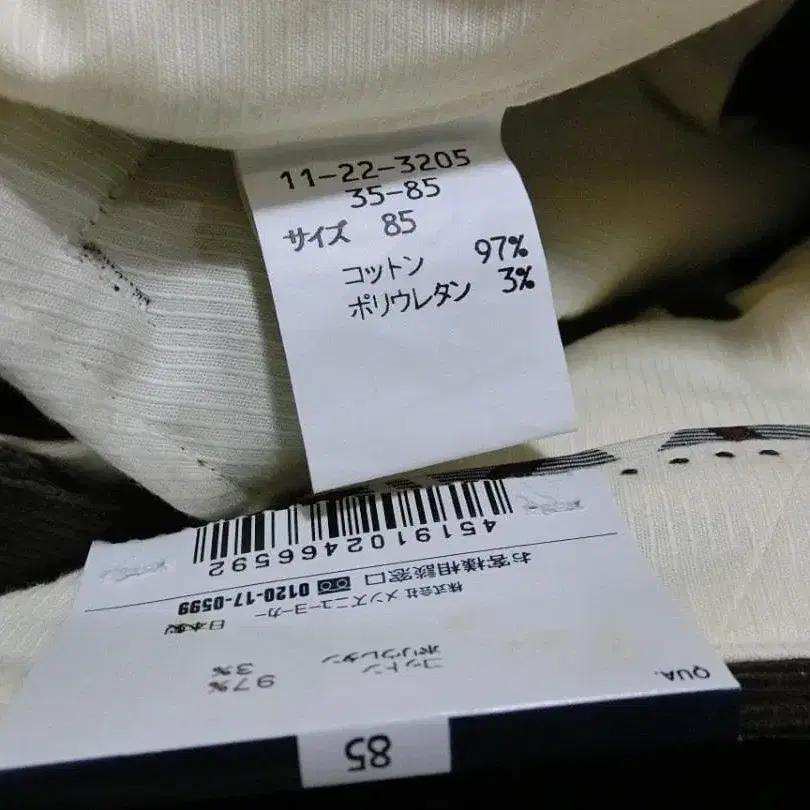 11-22-3205
35-85
サイズ 85
コットン 97%
ポリウレタン 3%
85
QUA.
コットン 97%
ポリウレタン 3%
株式会社 メンズニューヨーカー 日本製
お客様相談窓口 0120-17-0599
4519102466592